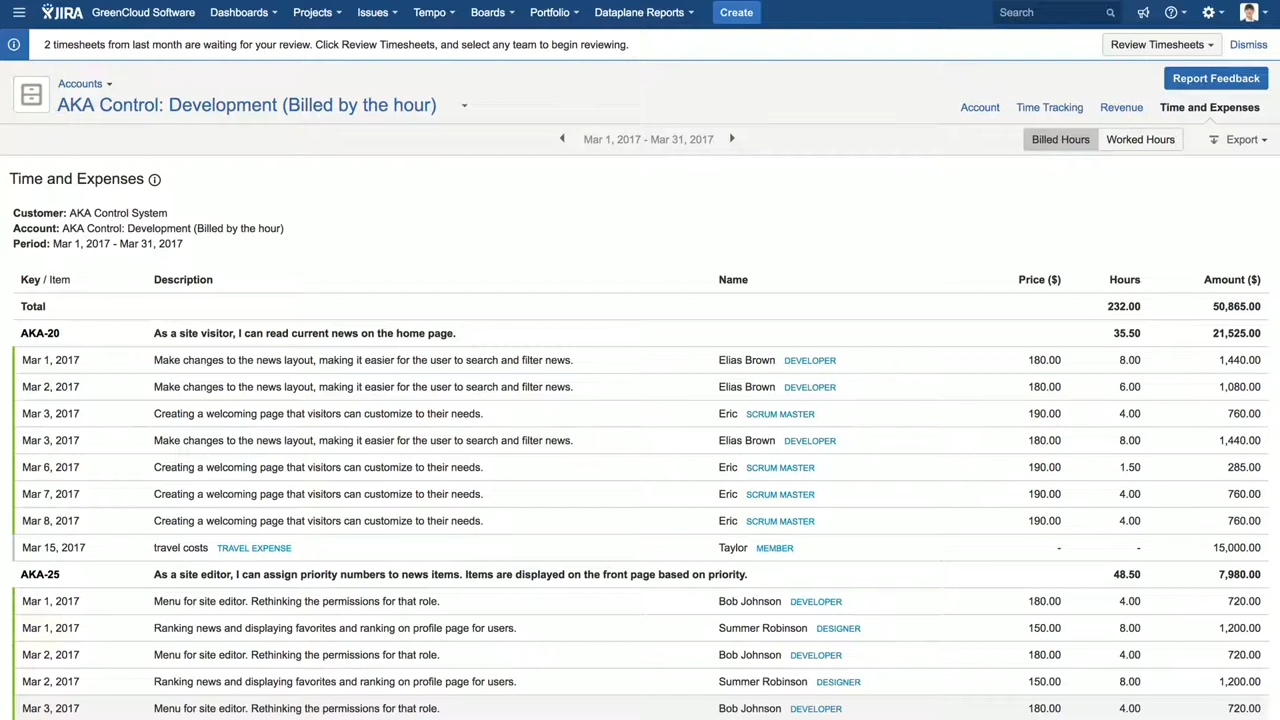 JIRA GreenCloud Software Dashboards Projects Issues Tempo Boards Portfolio Dataplane Reports Create Search
2 timesheets from last month are waiting for your review. Click Review Timesheets, and select any team to begin reviewing. Review Timesheets Dismiss
Report Feedback
Accounts
AKA Control: Development (Billed by the hour)
Account Time Tracking Revenue Time and Expenses
Mar 1, 2017 - Mar 31, 2017 Billed Hours Worked Hours Export
Time and Expenses
Customer: AKA Control System
Account: AKA Control: Development (Billed by the hour)
Period: Mar 1, 2017 - Mar 31, 2017
Key / Item Description Name Price ($) Hours Amount ($)
Total 232.00 50,865.00
AKA-20 As a site visitor, I can read current news on the home page. 35.50 21,525.00
Mar 1, 2017 Make changes to the news layout, making it easier for the user to search and filter news. Elias Brown DEVELOPER 180.00 8.00 1,440.00
Mar 2, 2017 Make changes to the news layout, making it easier for the user to search and filter news. Elias Brown DEVELOPER 180.00 6.00 1,080.00
Mar 3, 2017 Creating a welcoming page that visitors can customize to their needs. Eric SCRUM MASTER 190.00 4.00 760.00
Mar 3, 2017 Make changes to the news layout, making it easier for the user to search and filter news. Elias Brown DEVELOPER 180.00 8.00 1,440.00
Mar 6, 2017 Creating a welcoming page that visitors can customize to their needs. Eric SCRUM MASTER 190.00 1.50 285.00
Mar 7, 2017 Creating a welcoming page that visitors can customize to their needs. Eric SCRUM MASTER 190.00 4.00 760.00
Mar 8, 2017 Creating a welcoming page that visitors can customize to their needs. Eric SCRUM MASTER 190.00 4.00 760.00
Mar 15, 2017 travel costs TRAVEL EXPENSE Taylor MEMBER - - 15,000.00
AKA-25 As a site editor, I can assign priority numbers to news items. Items are displayed on the front page based on priority. 48.50 7,980.00
Mar 1, 2017 Menu for site editor. Rethinking the permissions for that role. Bob Johnson DEVELOPER 180.00 4.00 720.00
Mar 1, 2017 Ranking news and displaying favorites and ranking on profile page for users. Summer Robinson DESIGNER 150.00 8.00 1,200.00
Mar 2, 2017 Menu for site editor. Rethinking the permissions for that role. Bob Johnson DEVELOPER 180.00 4.00 720.00
Mar 2, 2017 Ranking news and displaying favorites and ranking on profile page for users. Summer Robinson DESIGNER 150.00 8.00 1,200.00
Mar 3, 2017 Menu for site editor. Rethinking the permissions for that role. Bob Johnson DEVELOPER 180.00 4.00 720.00